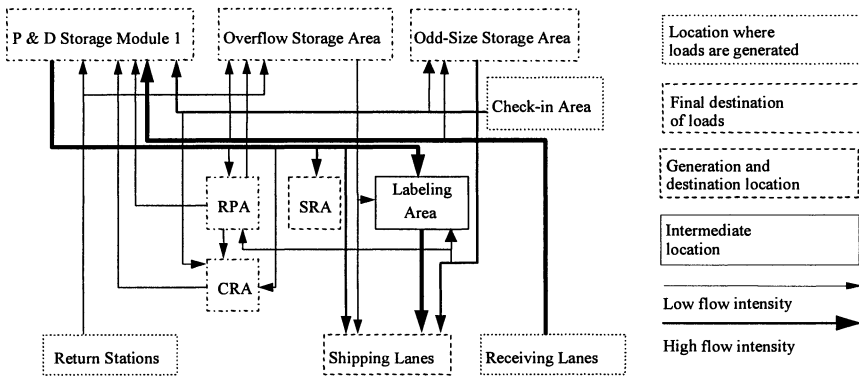 P & D Storage Module 1
Overflow Storage Area
Odd-Size Storage Area
Check-in Area
RPA
SRA
Labeling
Area
CRA
Return Stations
Shipping Lanes
Receiving Lanes
Location where
loads are generated
Final destination
of loads
Generation and
destination location
Intermediate
location
Low flow intensity
High flow intensity